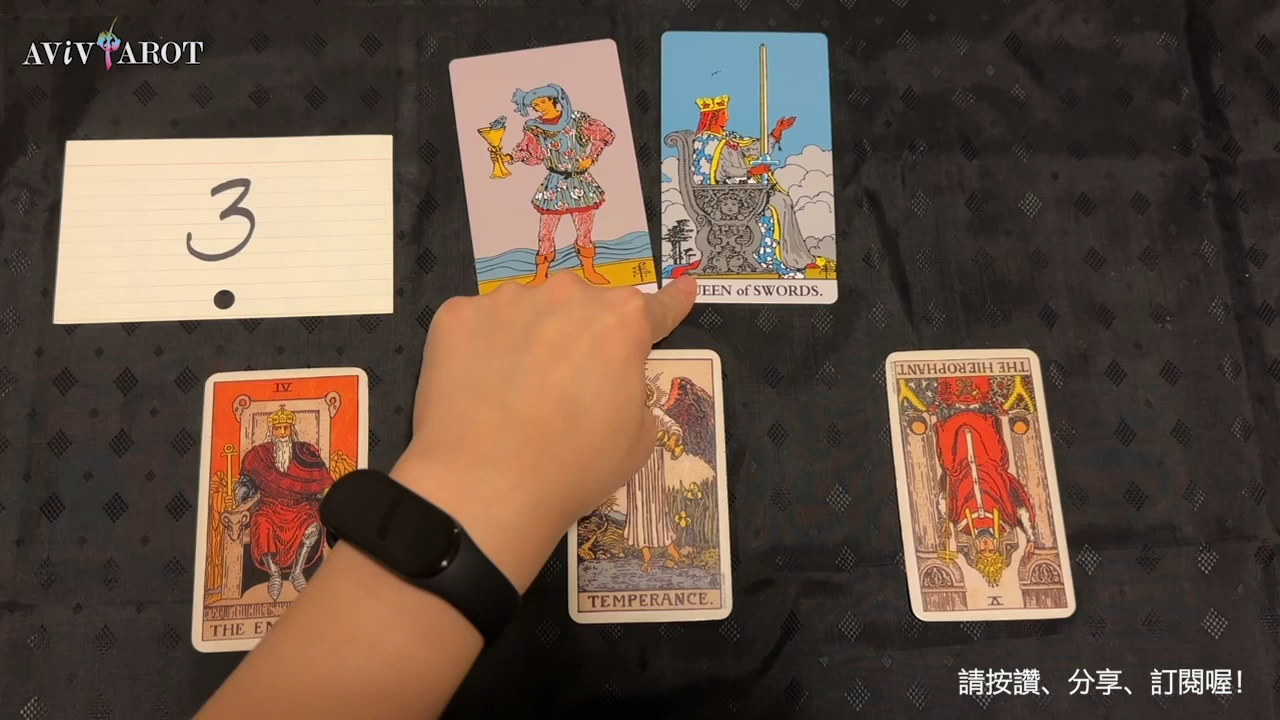 AViVTAROT
3
QUEEN of SWORDS.
IV
THE EM
TEMPERANCE.
THE HIEROPHANT
V
請按讚、分享、訂閱喔!